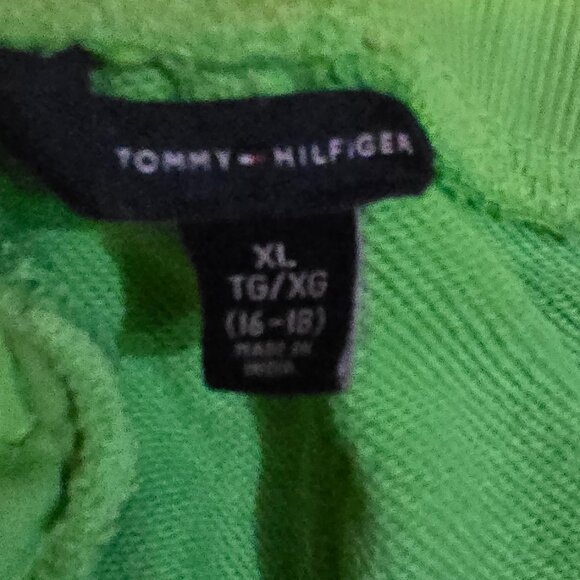 TOMMY HILFIGER
XL
TG/XG
(16-18)
MADE IN
INDIA